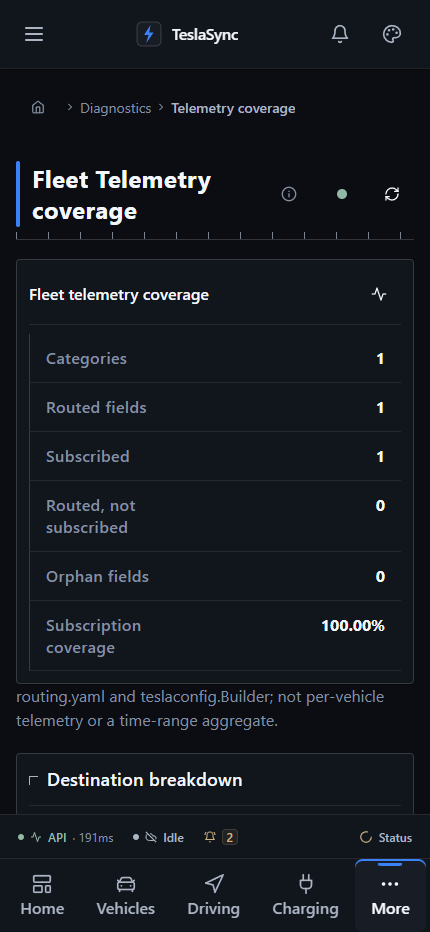 TeslaSync
Diagnostics
Telemetry coverage
Fleet Telemetry
coverage
Fleet telemetry coverage
Categories
1
Routed fields
1
Subscribed
1
Routed, not
subscribed
0
Orphan fields
0
Subscription
coverage
100.00%
routing.yaml and teslaconfig.Builder; not per-vehicle
telemetry or a time-range aggregate.
Destination breakdown
API · 191ms
Idle
2
Status
Home
Vehicles
Driving
Charging
More